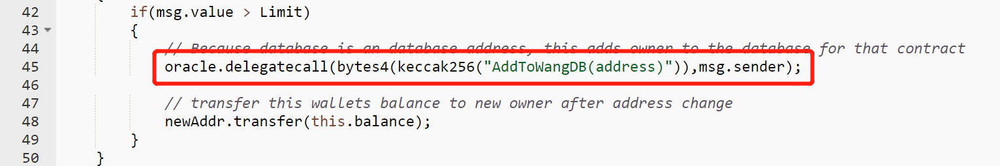 42 if(msg.value > Limit)
43 {
44 // Because database is an database address, this adds owner to the database for that contract
45 oracle.delegatecall(bytes4(keccak256("AddToWangDB(address)")),msg.sender);
46
47 // transfer this wallets balance to new owner after address change
48 newAddr.transfer(this.balance);
49 }
50 }